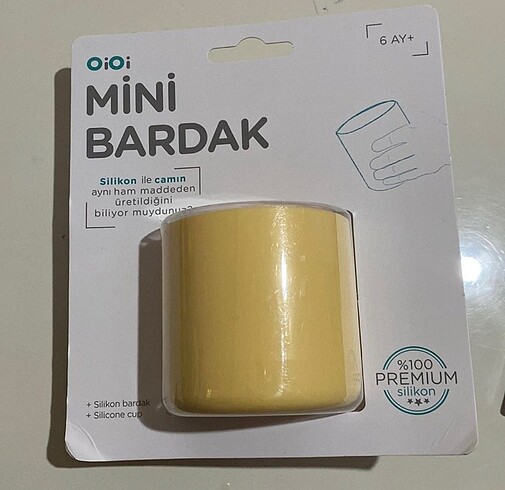 OiOi
6 AY+
MİNİ
BARDAK
Silikon ile camın
aynı ham maddeden
üretildiğini
biliyor muydunuz?
%100
PREMIUM
silikon
+ Silikon bardak
+ Silicone cup